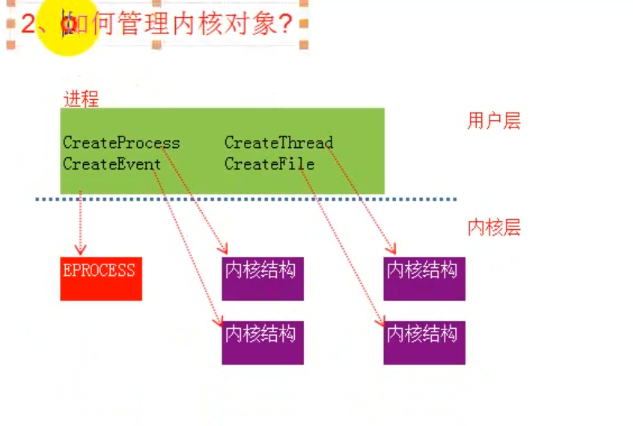 2、如何管理内核对象?
进程
用户层
CreateProcess CreateThread
CreateEvent CreateFile
内核层
EPROCESS 内核结构 内核结构
内核结构 内核结构